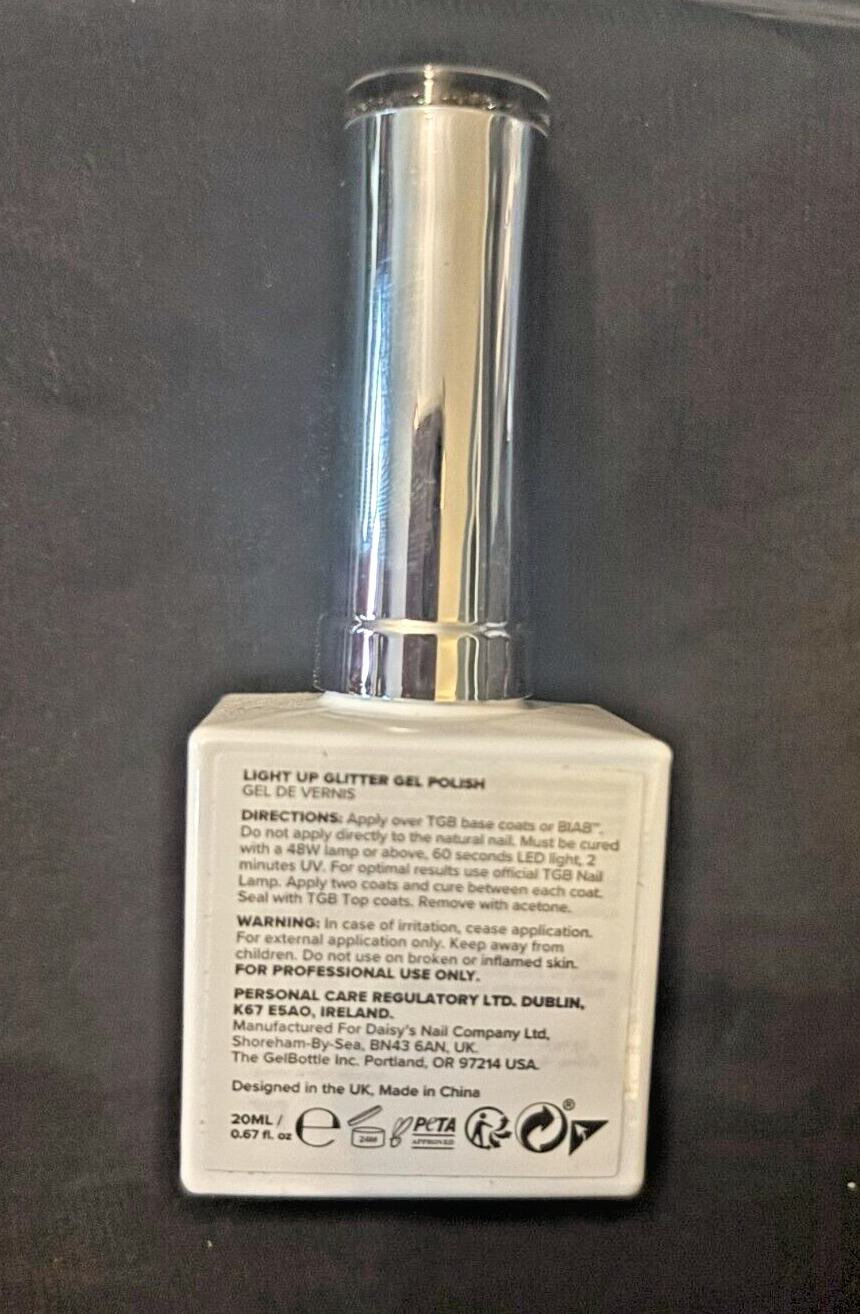 LIGHT UP GLITTER GEL POLISH
GEL DE VERNIS
DIRECTIONS: Apply over TGB base coats or BIAB™.
Do not apply directly to the natural nail. Must be cured
with a 48W lamp or above, 60 seconds LED light, 2
minutes UV. For optimal results use official TGB Nail
Lamp. Apply two coats and cure between each coat.
Seal with TGB Top coats. Remove with acetone.
WARNING: In case of irritation, cease application.
For external application only. Keep away from
children. Do not use on broken or inflamed skin.
FOR PROFESSIONAL USE ONLY.
PERSONAL CARE REGULATORY LTD. DUBLIN,
K67 E5AO, IRELAND.
Manufactured For Daisy's Nail Company Ltd,
Shoreham-By-Sea, BN43 6AN, UK.
The GelBottle Inc. Portland, OR 97214 USA.
Designed in the UK, Made in China
20ML /
0.67 fl. oz
e
24M
PETA
APPROVED
®